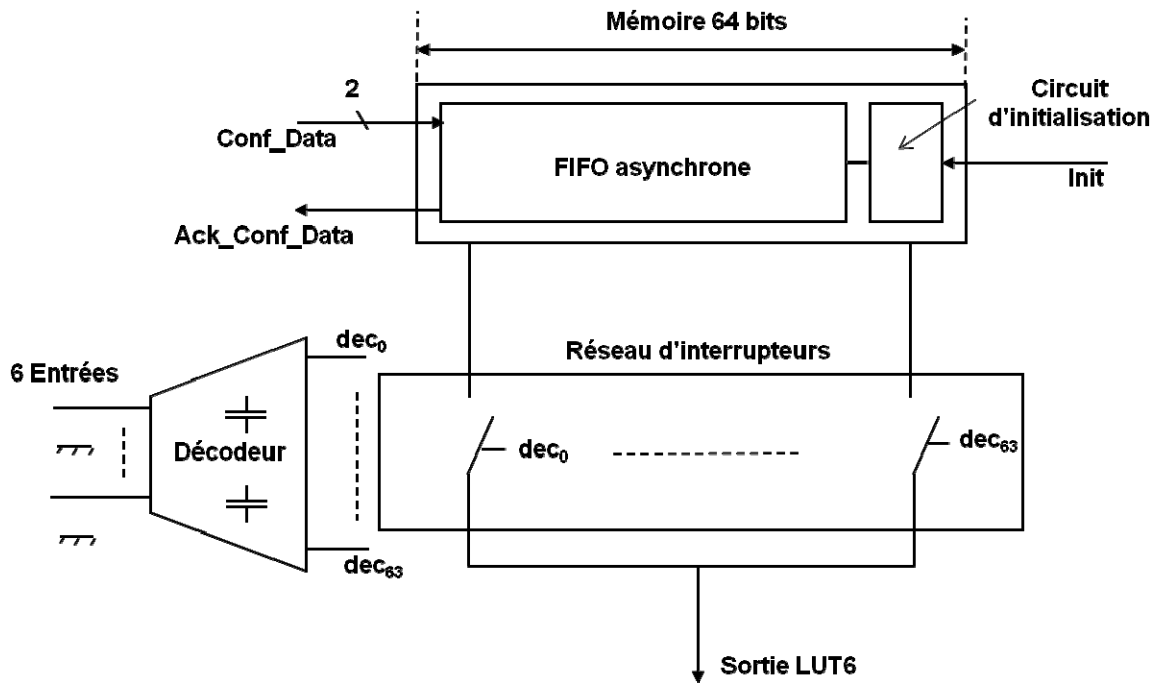 Mémoire 64 bits
2
Circuit
d'initialisation
Conf_Data
FIFO asynchrone
Init
Ack_Conf_Data
dec0
Réseau d'interrupteurs
6 Entrées
Décodeur
dec0
dec63
dec63
Sortie LUT6